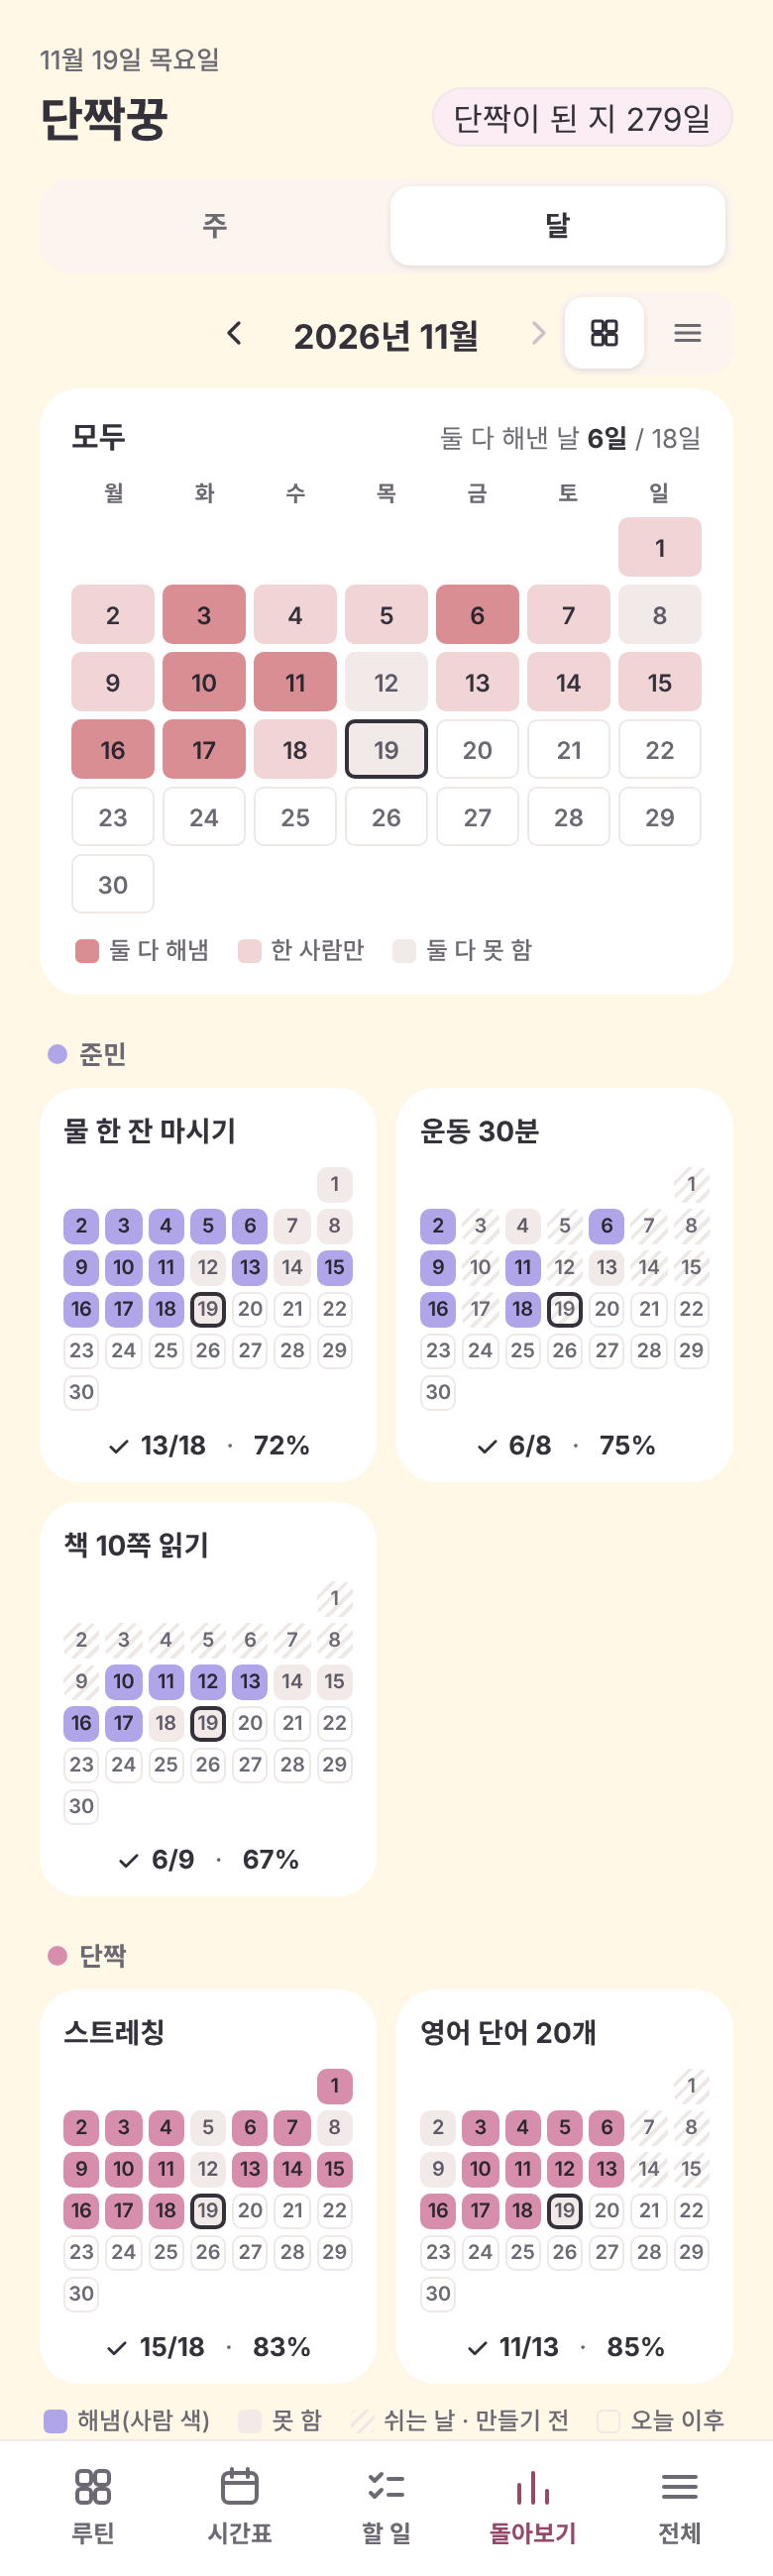 11월 19일 목요일
단짝꿍
단짝이 된 지 279일
주 달
2026년 11월
모두
둘 다 해낸 날 6일 / 18일
월 화 수 목 금 토 일
1
2 3 4 5 6 7 8
9 10 11 12 13 14 15
16 17 18 19 20 21 22
23 24 25 26 27 28 29
30
둘 다 해냄 한 사람만 둘 다 못 함
준민
물 한 잔 마시기
1
2 3 4 5 6 7 8
9 10 11 12 13 14 15
16 17 18 19 20 21 22
23 24 25 26 27 28 29
30
13/18 · 72%
운동 30분
1
2 3 4 5 6 7 8
9 10 11 12 13 14 15
16 17 18 19 20 21 22
23 24 25 26 27 28 29
30
6/8 · 75%
책 10쪽 읽기
1
2 3 4 5 6 7 8
9 10 11 12 13 14 15
16 17 18 19 20 21 22
23 24 25 26 27 28 29
30
6/9 · 67%
단짝
스트레칭
1
2 3 4 5 6 7 8
9 10 11 12 13 14 15
16 17 18 19 20 21 22
23 24 25 26 27 28 29
30
15/18 · 83%
영어 단어 20개
1
2 3 4 5 6 7 8
9 10 11 12 13 14 15
16 17 18 19 20 21 22
23 24 25 26 27 28 29
30
11/13 · 85%
해냄(사람 색) 못 함 쉬는 날 · 만들기 전 오늘 이후
루틴 시간표 할 일 돌아보기 전체